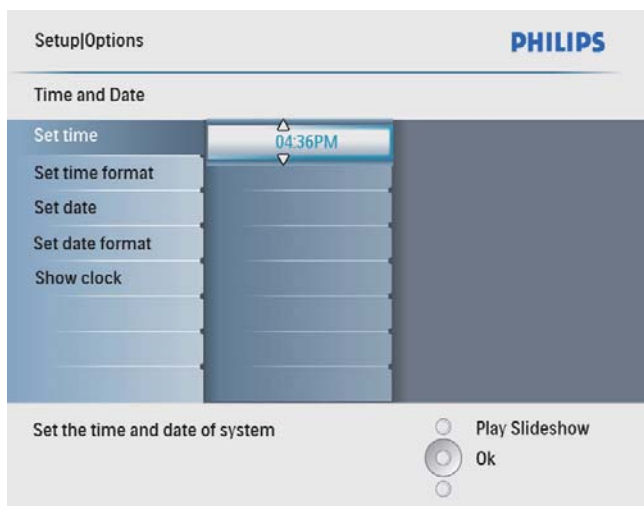 Setup|Options
PHILIPS
Time and Date
Set time
04:36PM
Set time format
Set date
Set date format
Show clock
Set the time and date of system
Play Slideshow
Ok